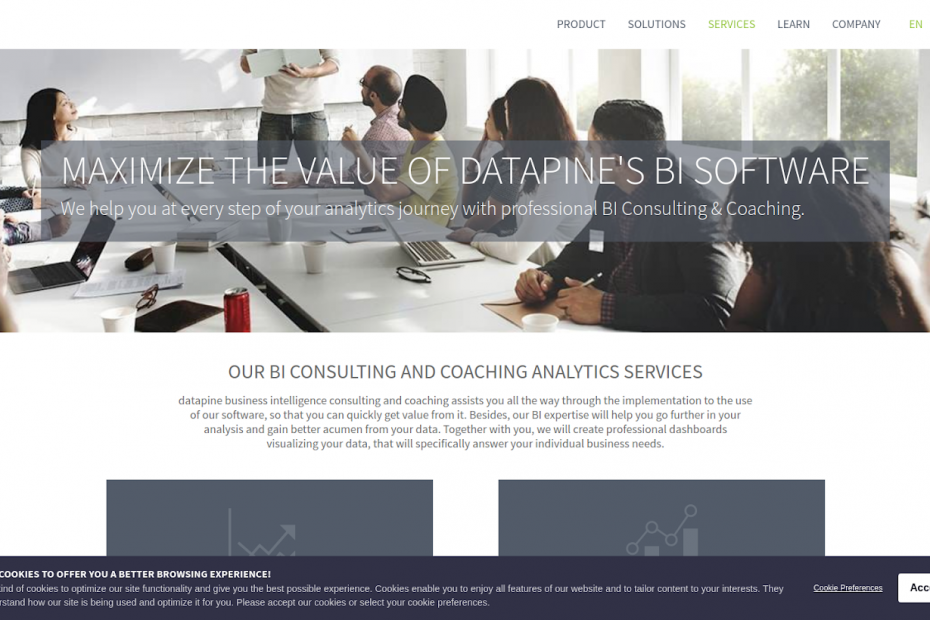 PRODUCT SOLUTIONS SERVICES LEARN COMPANY EN
MAXIMIZE THE VALUE OF DATAPINE'S BI SOFTWARE
We help you at every step of your analytics journey with professional BI Consulting & Coaching.
OUR BI CONSULTING AND COACHING ANALYTICS SERVICES
datapine business intelligence consulting and coaching assists you all the way through the implementation to the use
of our software, so that you can quickly get value from it. Besides, our BI expertise will help you go further in your
analysis and gain better acumen from your data. Together with you, we will create professional dashboards
visualizing your data, that will specifically answer your individual business needs.
COOKIES TO OFFER YOU A BETTER BROWSING EXPERIENCE!
of cookies to optimize our site functionality and give you the best possible experience. Cookies enable you to enjoy all features of our website and to tailor content to your interests. They
how our site is being used and optimize it for you. Please accept our cookies or select your cookie preferences.
Cookie Preferences